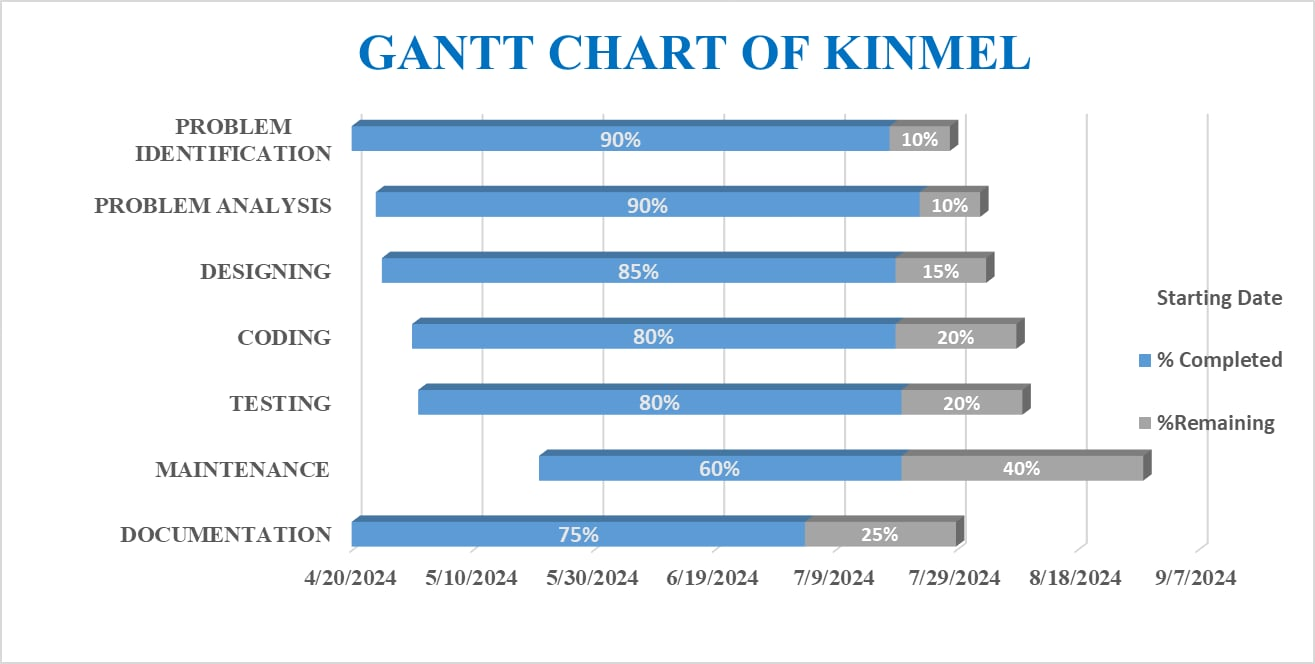 GANTT CHART OF KINMEL
PROBLEM
IDENTIFICATION
90%
10%
PROBLEM ANALYSIS
90%
10%
DESIGNING
85%
15%
CODING
80%
20%
TESTING
80%
20%
MAINTENANCE
60%
40%
DOCUMENTATION
75%
25%
4/20/2024 5/10/2024 5/30/2024 6/19/2024 7/9/2024 7/29/2024 8/18/2024 9/7/2024
Starting Date
% Completed
%Remaining